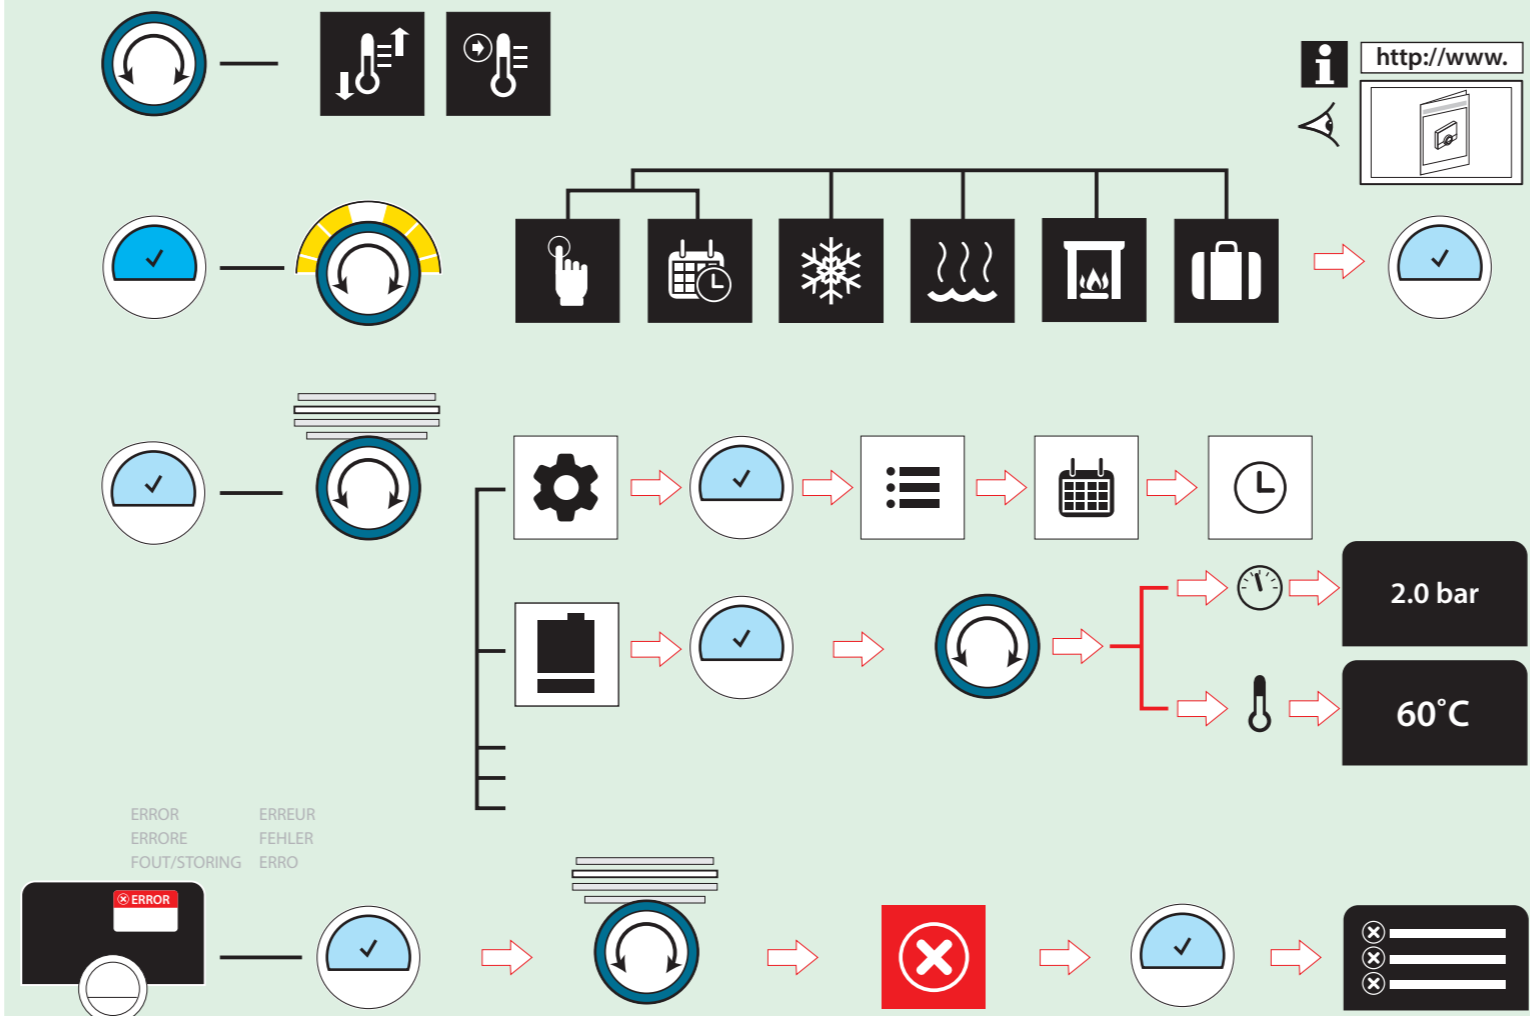 http://www.
2.0 bar
60°C
ERROR ERREUR
ERRORE FEHLER
FOUT/STORING ERRO
ERROR